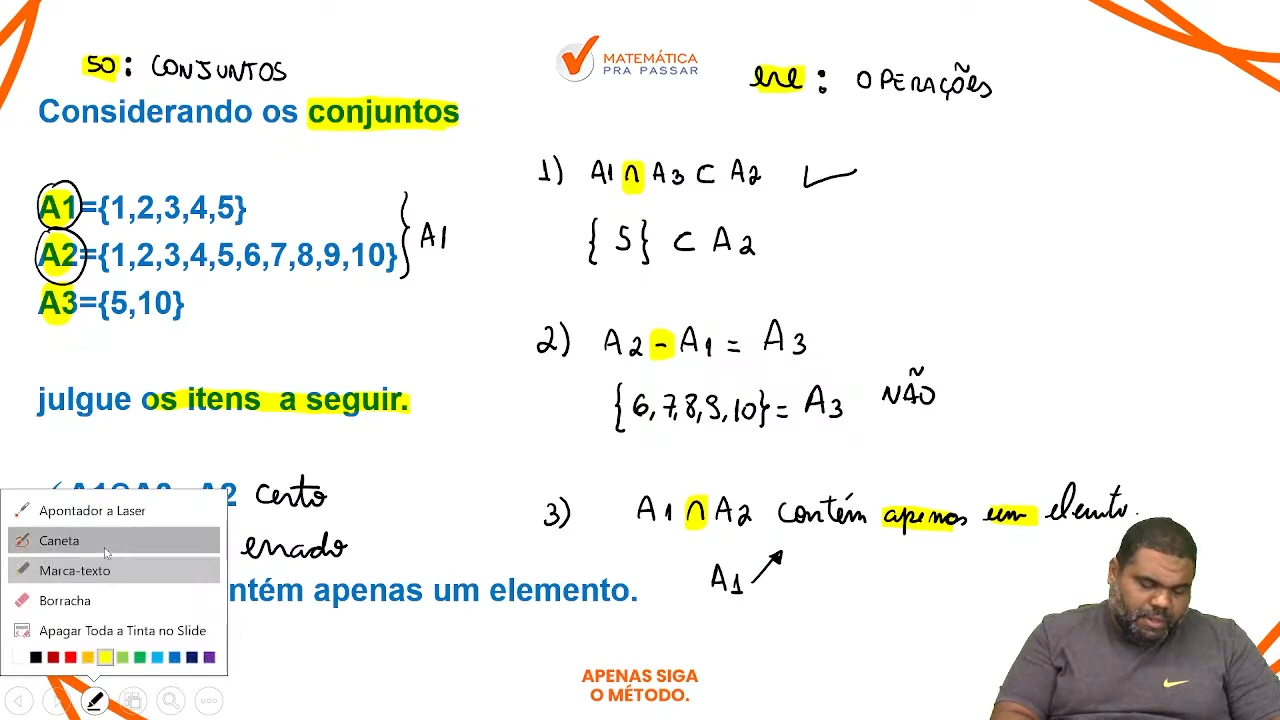 so: CONJUNTOS
MATEMÁTICA
PRA PASSAR
ere: OPERAÇÕES
Considerando os conjuntos
A1={1,2,3,4,5}
A2={1,2,3,4,5,6,7,8,9,10}
A3={5,10}
} A1
julgue os itens a seguir.
A2 certo
errado
ntém apenas um elemento.
1) A1 ∩ A3 ⊂ A2
{5} ⊂ A2
2) A2 - A1 = A3
{6,7,8,9,10} = A3 NÃO
3) A1 ∩ A2 contém apenas um elemento.
A1
Apontador a Laser
Caneta
Marca-texto
Borracha
Apagar Toda a Tinta no Slide
APENAS SIGA
O MÉTODO.